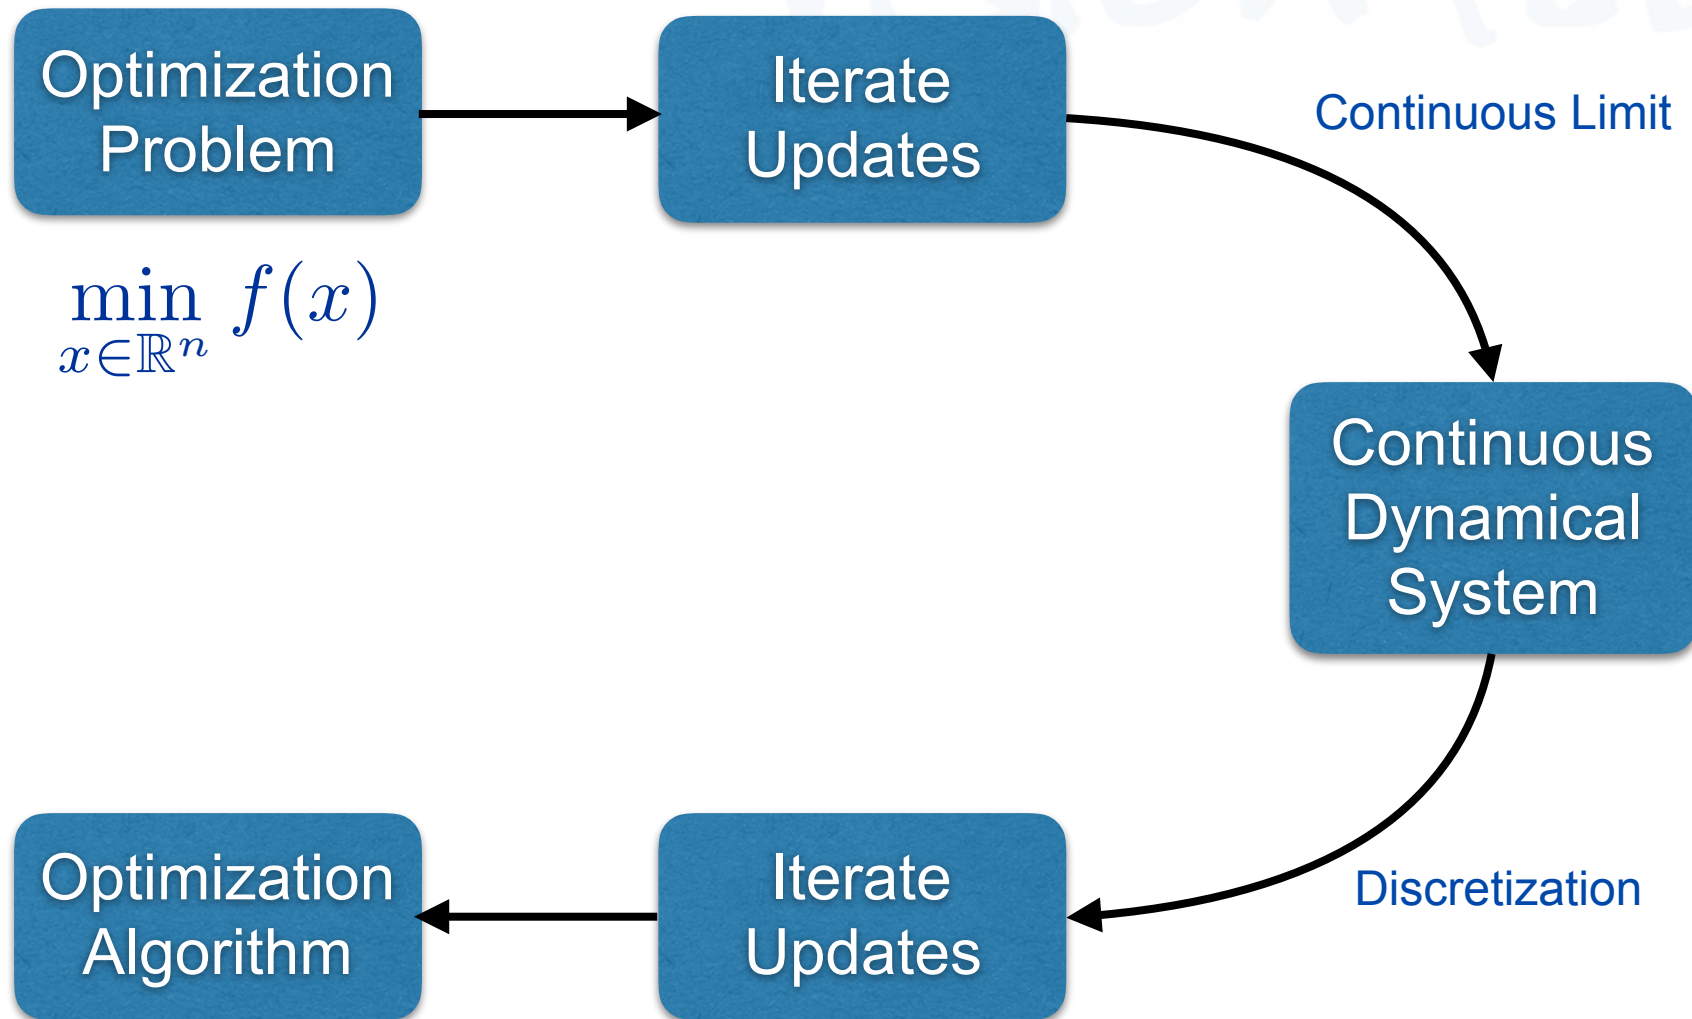 Optimization
Problem
Iterate
Updates
Continuous Limit
min f(x)
x∈ℝⁿ
Continuous
Dynamical
System
Optimization
Algorithm
Iterate
Updates
Discretization